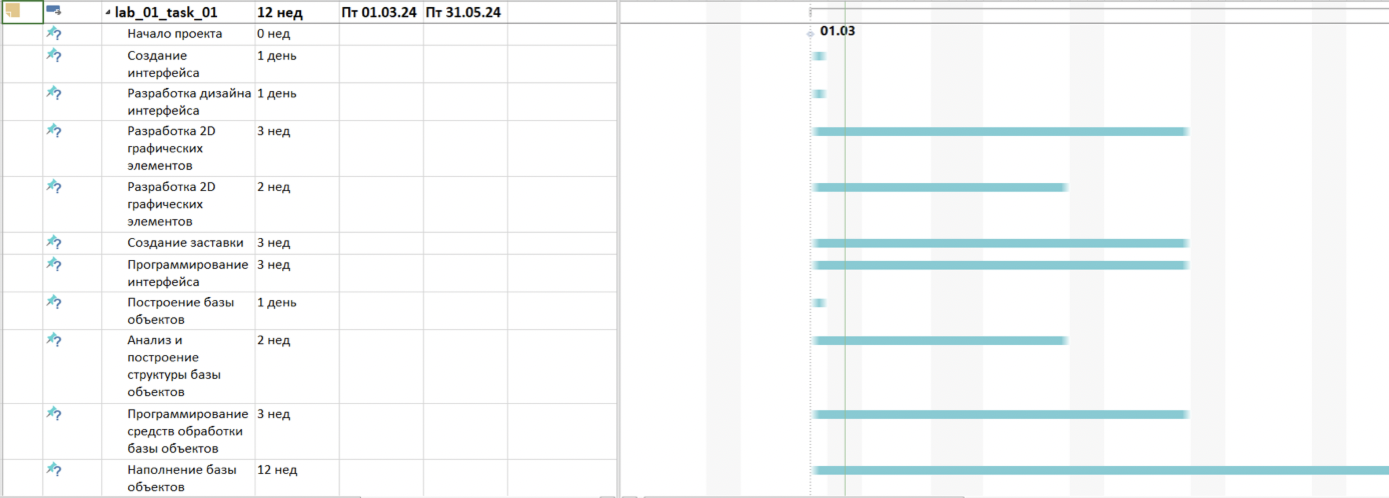 lab_01_task_01 12 нед Пт 01.03.24 Пт 31.05.24
Начало проекта 0 нед 01.03
Создание 1 день
интерфейса
Разработка дизайна 1 день
интерфейса
Разработка 2D 3 нед
графических
элементов
Разработка 2D 2 нед
графических
элементов
Создание заставки 3 нед
Программирование 3 нед
интерфейса
Построение базы 1 день
объектов
Анализ и 2 нед
построение
структуры базы
объектов
Программирование 3 нед
средств обработки
базы объектов
Наполнение базы 12 нед
объектов